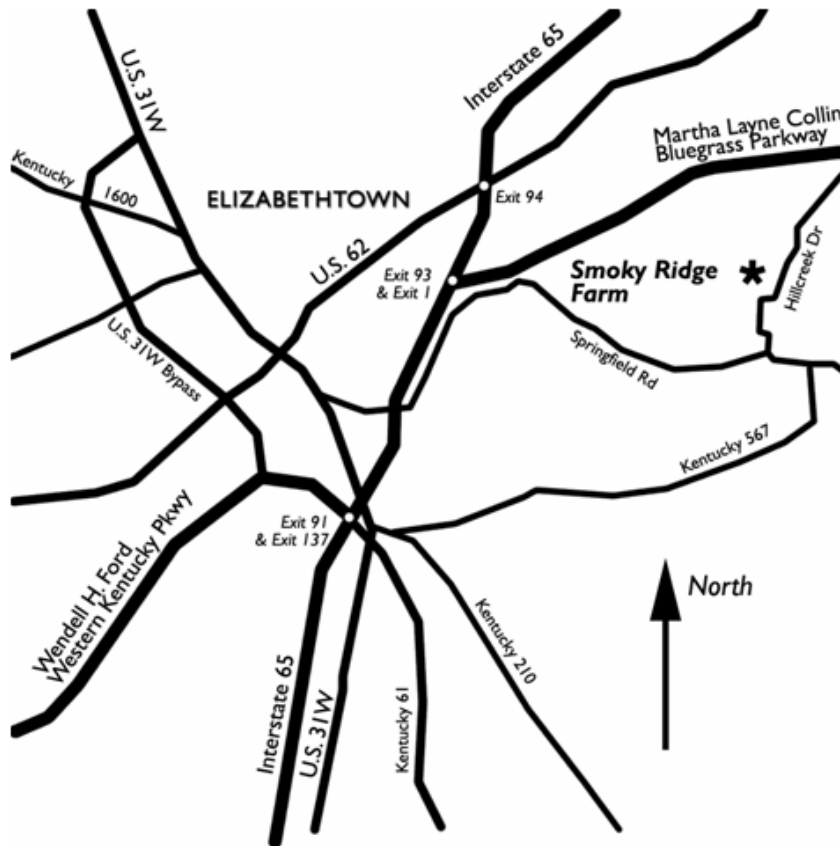 U.S. 31W
Interstate 65
Martha Layne Collin
Bluegrass Parkway
Kentucky
1600
ELIZABETHTOWN
Exit 94
U.S. 62
Exit 93
& Exit 1
Smoky Ridge
Farm
*
Hillcreek Dr
U.S. 31W Bypass
Springfield Rd
Kentucky 567
Exit 91
& Exit 137
Wendell H. Ford
Western Kentucky Pkwy
North
Kentucky 210
Interstate 65
U.S. 31W
Kentucky 61